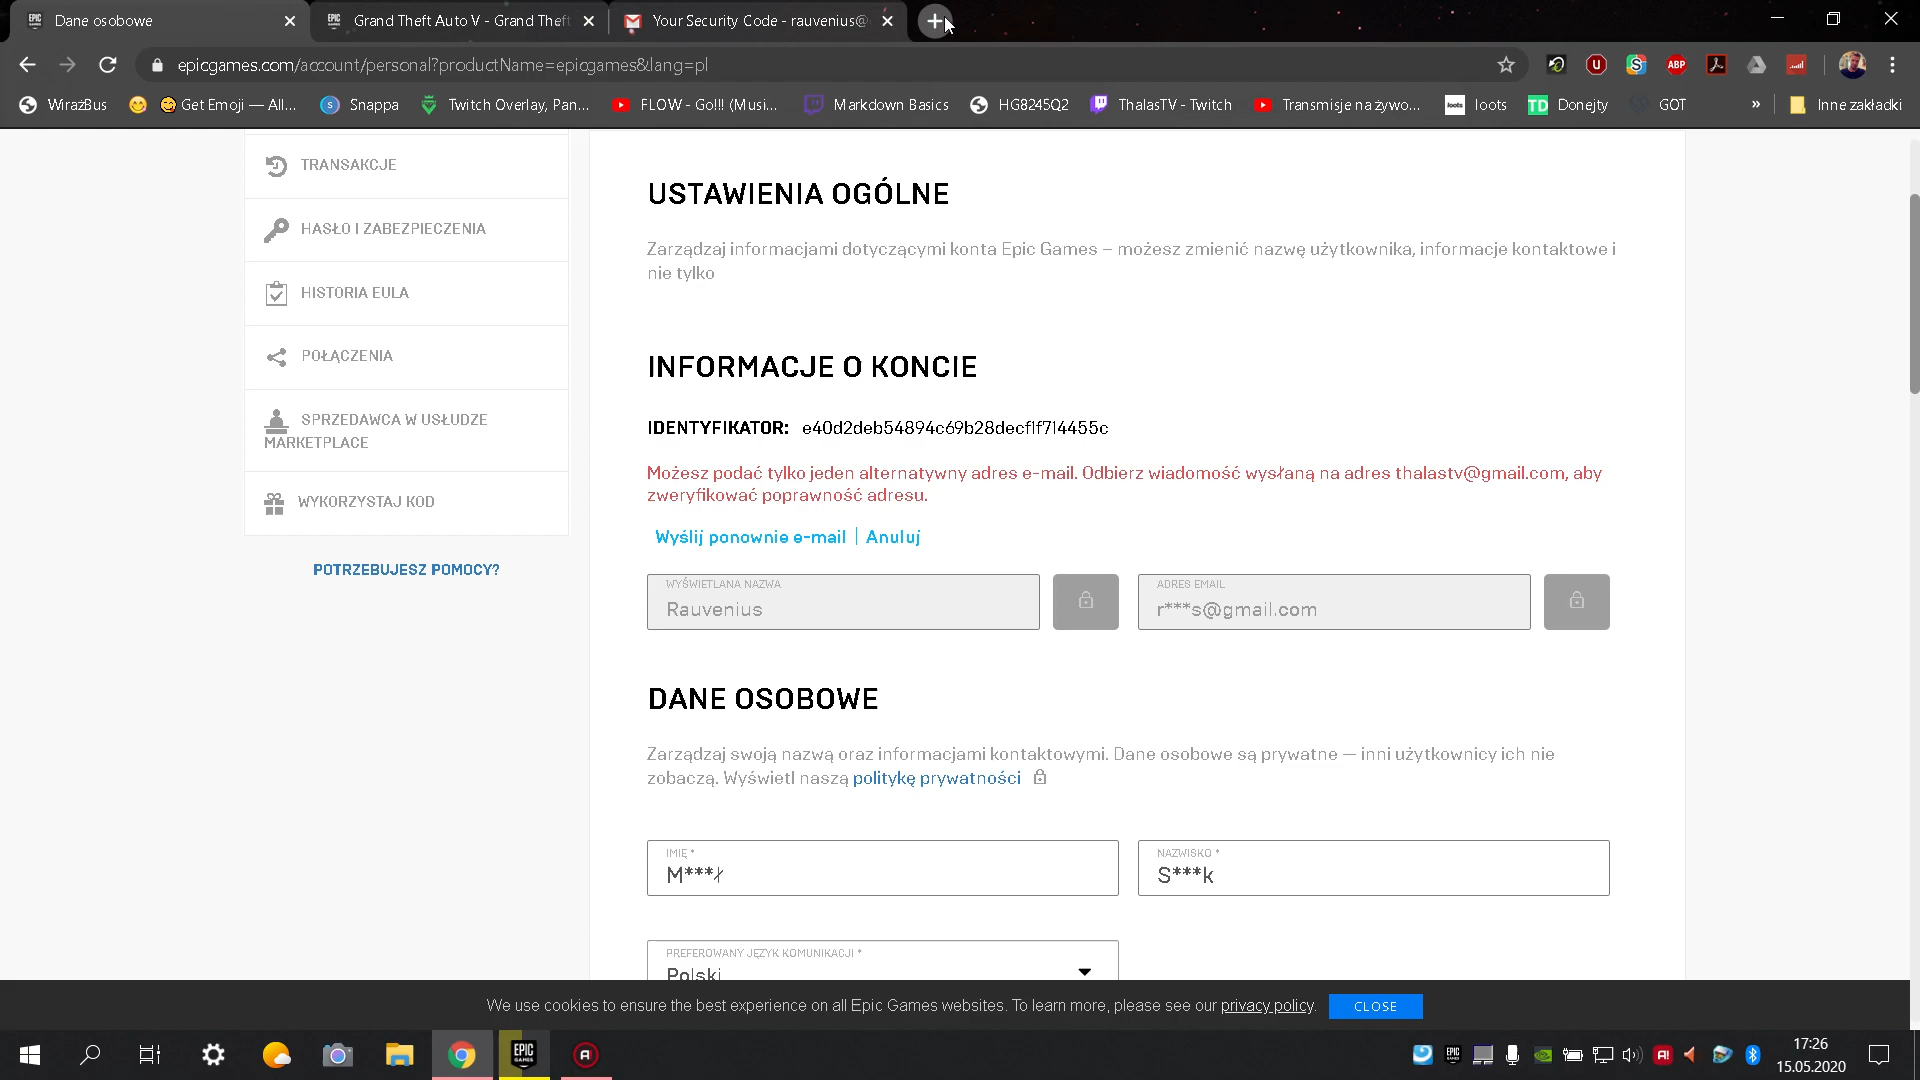 Dane osobowe
Grand Theft Auto V - Grand Theft
Your Security Code - rauvenius@
epicgames.com/account/personal?productName=epicgames&lang=pl
WirażBus
Get Emoji — All...
Snappa
Twitch Overlay, Pan...
FLOW - Go!!! (Musi...
Markdown Basics
HG8245Q2
ThalasTV - Twitch
Transmisje na żywo...
loots
Donejty
GOT
»
Inne zakładki
TRANSAKCJE
HASŁO I ZABEZPIECZENIA
HISTORIA EULA
POŁĄCZENIA
SPRZEDAWCA W USŁUDZE
MARKETPLACE
WYKORZYSTAJ KOD
POTRZEBUJESZ POMOCY?
USTAWIENIA OGÓLNE
Zarządzaj informacjami dotyczącymi konta Epic Games – możesz zmienić nazwę użytkownika, informacje kontaktowe i
nie tylko
INFORMACJE O KONCIE
IDENTYFIKATOR: e40d2deb54894c69b28decf1f714455c
Możesz podać tylko jeden alternatywny adres e-mail. Odbierz wiadomość wysłaną na adres thalastv@gmail.com, aby
zweryfikować poprawność adresu.
Wyślij ponownie e-mail | Anuluj
WYŚWIETLANA NAZWA
Rauvenius
ADRES EMAIL
r***s@gmail.com
DANE OSOBOWE
Zarządzaj swoją nazwą oraz informacjami kontaktowymi. Dane osobowe są prywatne — inni użytkownicy ich nie
zobaczą. Wyświetl naszą politykę prywatności
IMIĘ *
M***ł
NAZWISKO *
S***k
PREFEROWANY JĘZYK KOMUNIKACJI *
Polski
We use cookies to ensure the best experience on all Epic Games websites. To learn more, please see our privacy policy.
CLOSE
17:26
15.05.2020